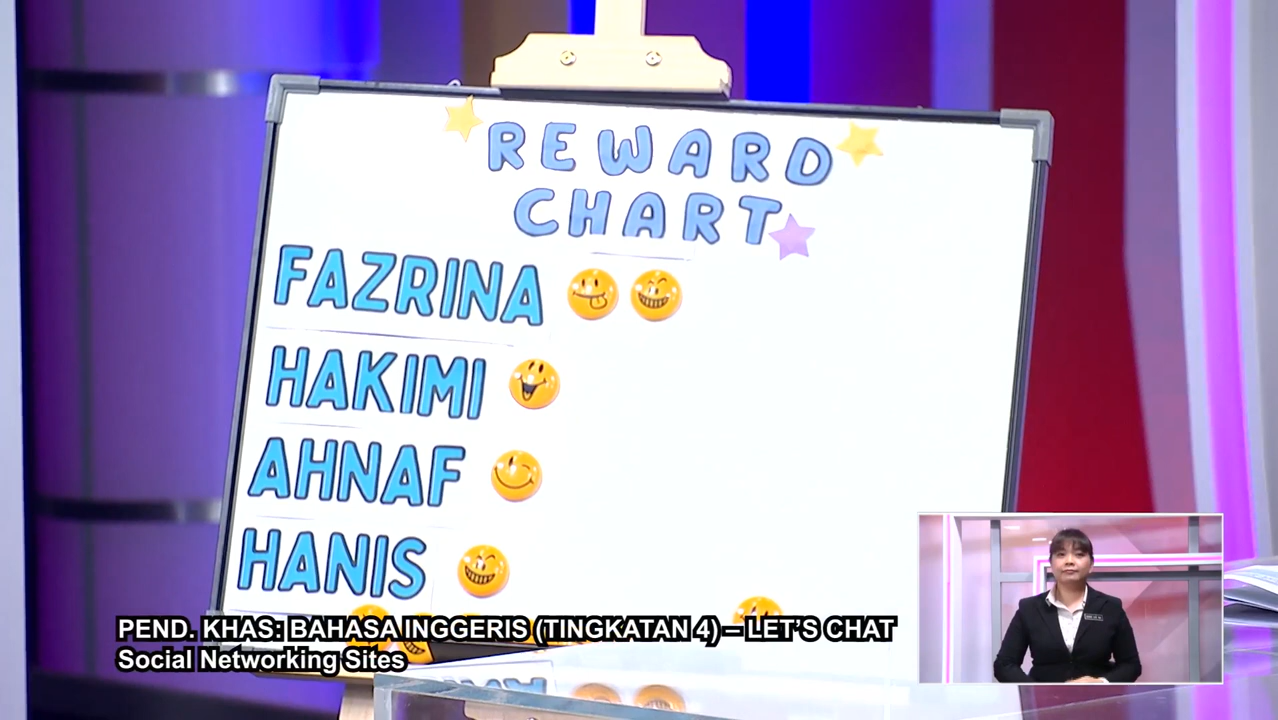 REWARD
CHART
FAZRINA
HAKIMI
AHNAF
HANIS
PEND. KHAS: BAHASA INGGERIS (TINGKATAN 4) – LET'S CHAT
Social Networking Sites